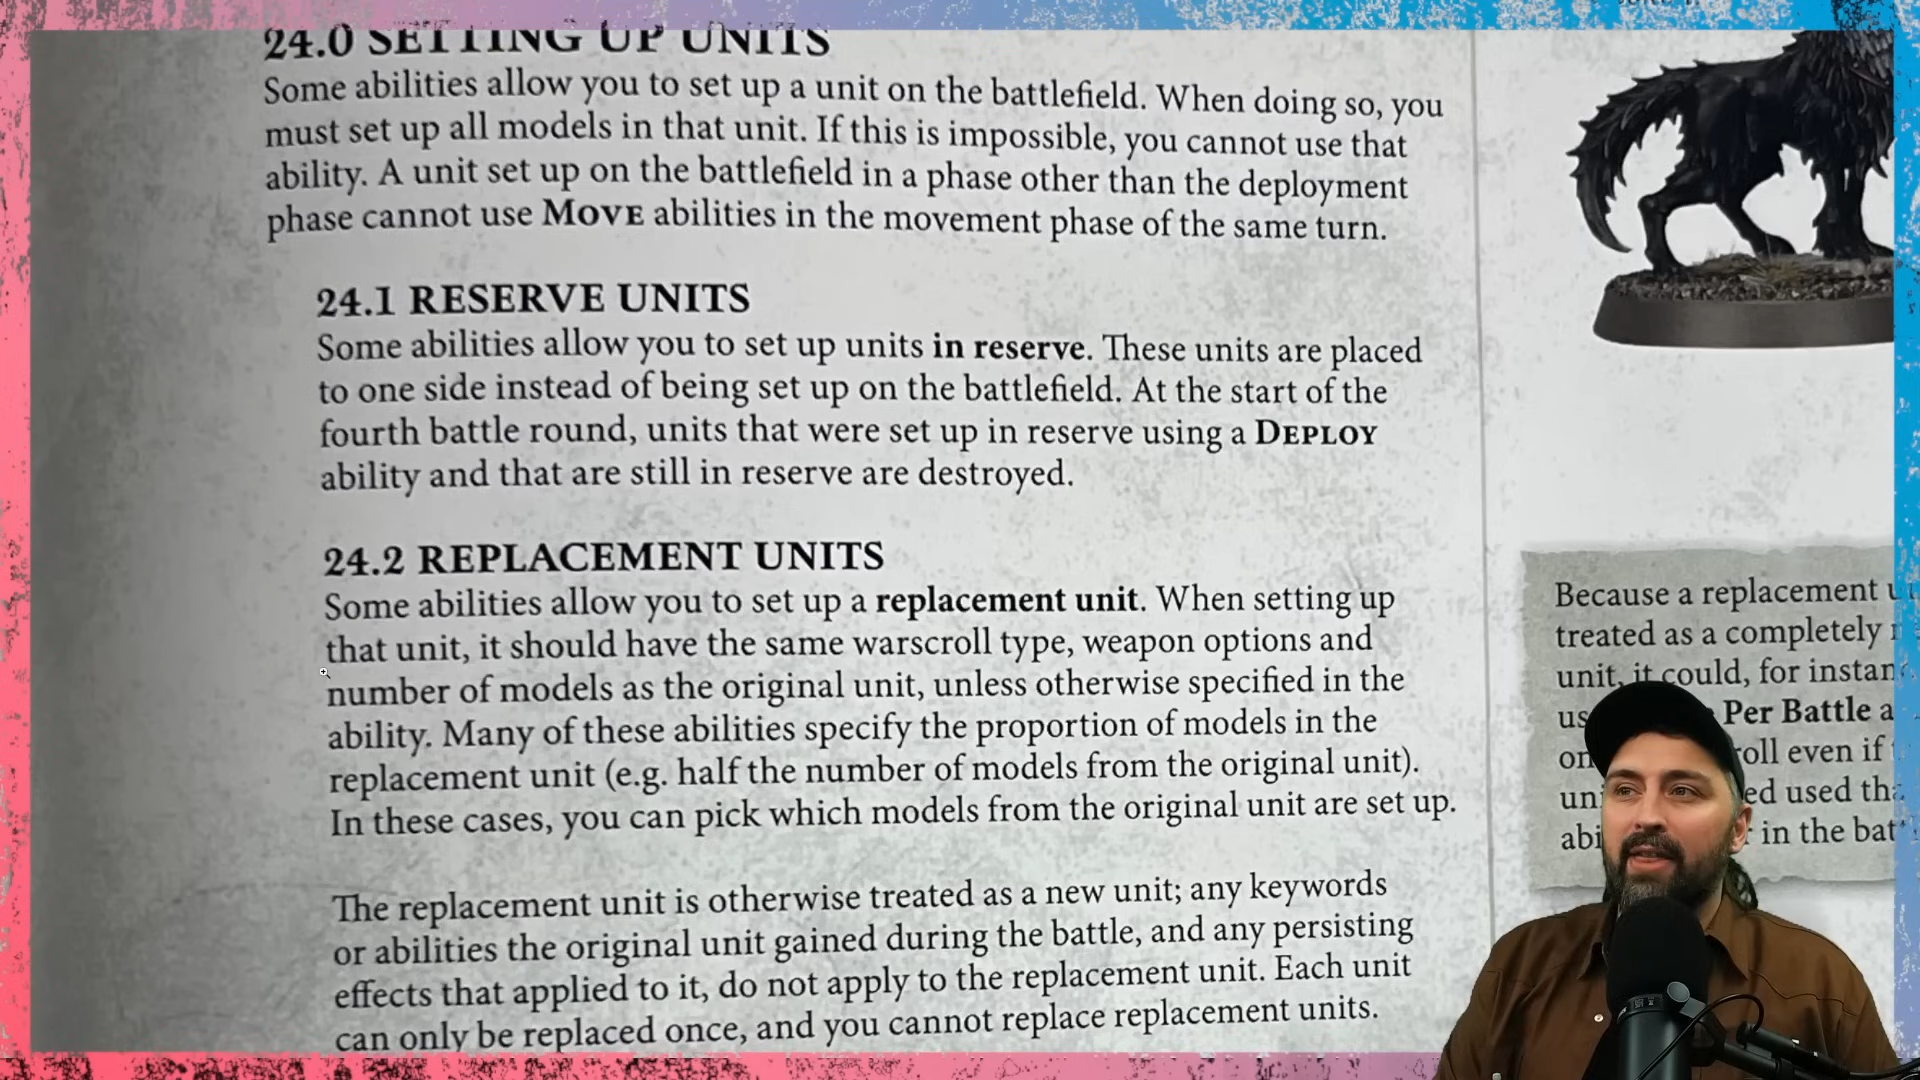 24.0 SETTING UP UNITS
Some abilities allow you to set up a unit on the battlefield. When doing so, you
must set up all models in that unit. If this is impossible, you cannot use that
ability. A unit set up on the battlefield in a phase other than the deployment
phase cannot use MOVE abilities in the movement phase of the same turn.
24.1 RESERVE UNITS
Some abilities allow you to set up units in reserve. These units are placed
to one side instead of being set up on the battlefield. At the start of the
fourth battle round, units that were set up in reserve using a DEPLOY
ability and that are still in reserve are destroyed.
24.2 REPLACEMENT UNITS
Some abilities allow you to set up a replacement unit. When setting up
that unit, it should have the same warscroll type, weapon options and
number of models as the original unit, unless otherwise specified in the
ability. Many of these abilities specify the proportion of models in the
replacement unit (e.g. half the number of models from the original unit).
In these cases, you can pick which models from the original unit are set up.
The replacement unit is otherwise treated as a new unit; any keywords
or abilities the original unit gained during the battle, and any persisting
effects that applied to it, do not apply to the replacement unit. Each unit
can only be replaced once, and you cannot replace replacement units.
Because a replacement
treated as a completely
unit, it could, for
Per Battle
even if
used
in the